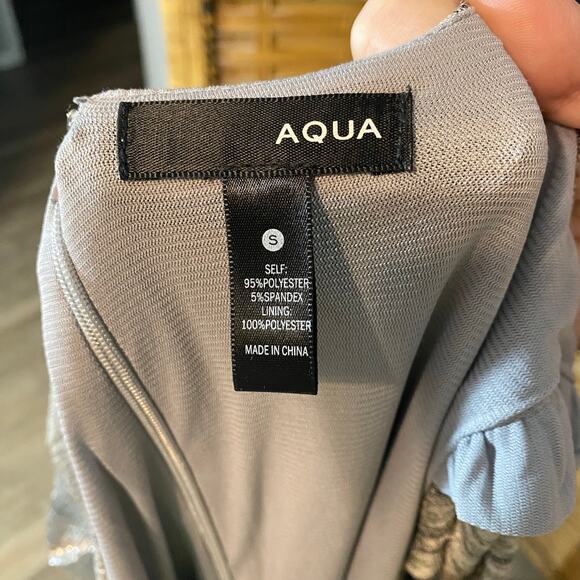 AQUA
S
SELF:
95%POLYESTER
5%SPANDEX
LINING:
100%POLYESTER
MADE IN CHINA